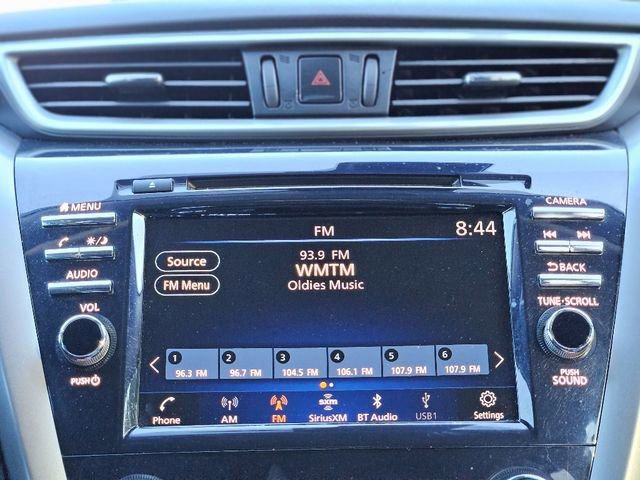 MENU
CAMERA
FM
8:44
AUDIO
Source
93.9 FM
WMTM
BACK
FM Menu
Oldies Music
VOL
TUNE·SCROLL
1 2 3 4 5 6
96.3 FM 96.7 FM 104.5 FM 106.1 FM 107.9 FM 107.9 FM
PUSH
PUSH
SOUND
Phone AM FM SiriusXM BT Audio USB1 Settings
sxm